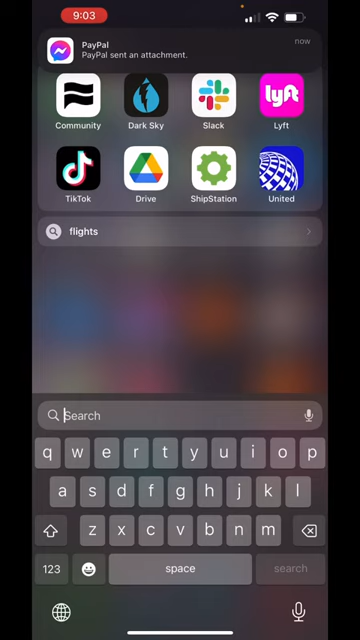 9:03
PayPal
now
PayPal sent an attachment.
lyft
Community
Dark Sky
Slack
Lyft
TikTok
Drive
ShipStation
United
flights
Search
q w e r t y u i o p
a s d f g h j k l
z x c v b n m
123
space
search